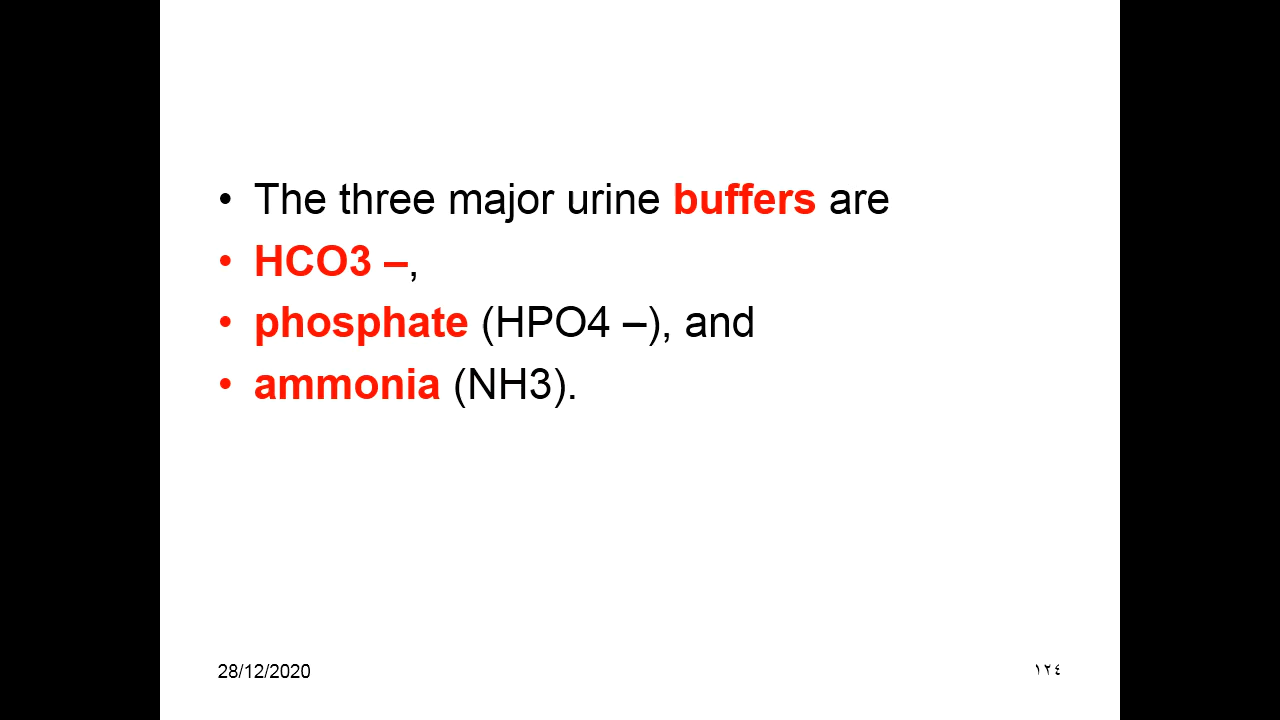 • The three major urine buffers are
• HCO3 –,
• phosphate (HPO4 –), and
• ammonia (NH3).
28/12/2020
١٢٤